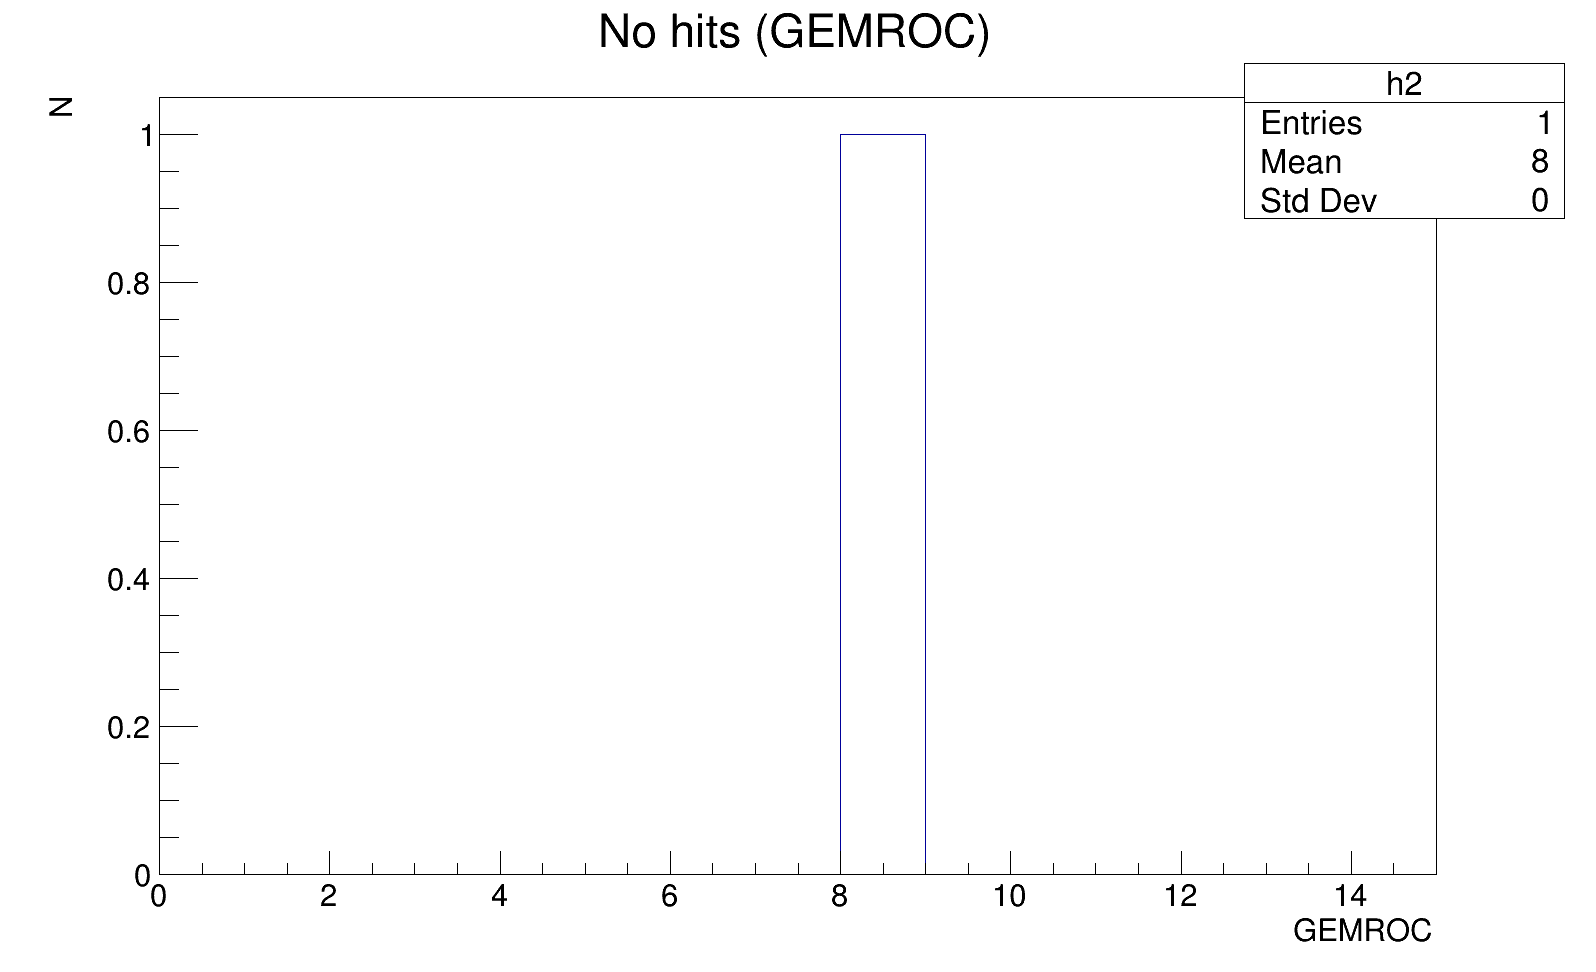 No hits (GEMROC)
h2
Entries 1
Mean 8
Std Dev 0
N
1
0.8
0.6
0.4
0.2
0
0 2 4 6 8 10 12 14
GEMROC